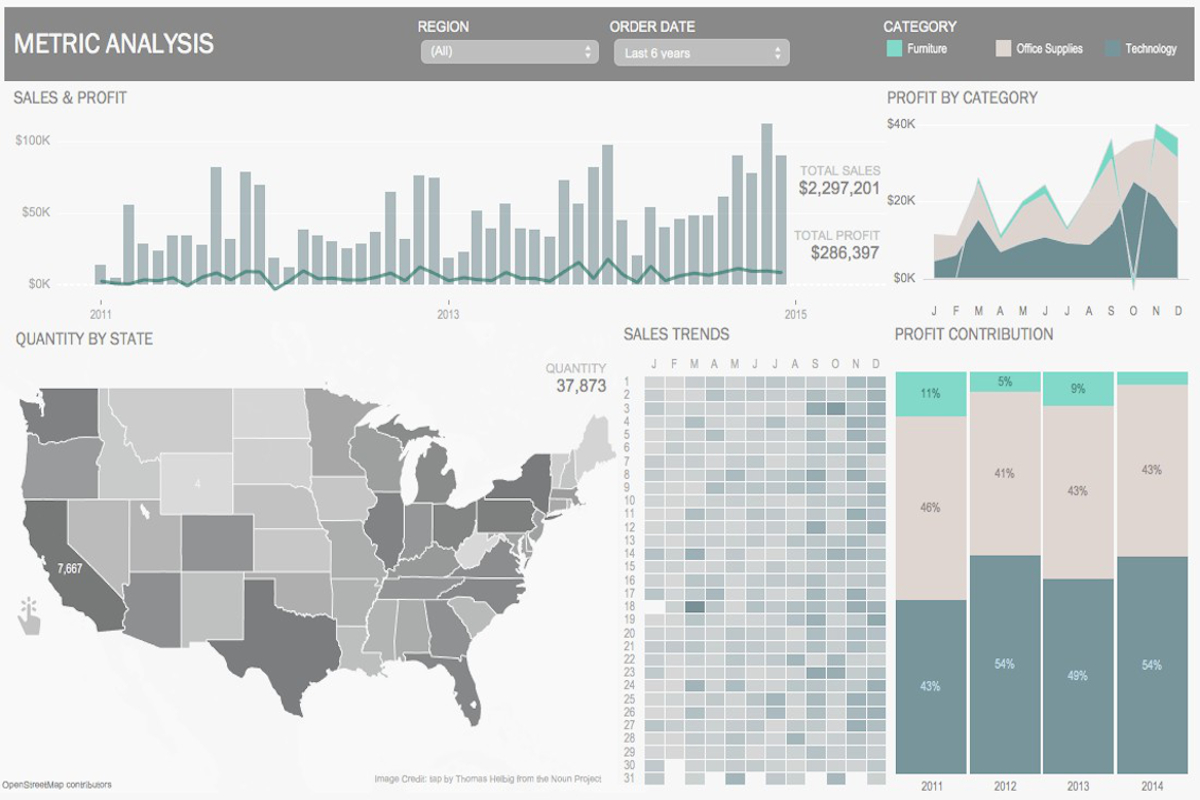 METRIC ANALYSIS
REGION
(All)
ORDER DATE
Last 6 years
CATEGORY
Furniture
Office Supplies
Technology
SALES & PROFIT
$100K
$50K
$0K
2011
2013
2015
TOTAL SALES
$2,297,201
TOTAL PROFIT
$286,397
PROFIT BY CATEGORY
$40K
$20K
$0K
J F M A M J J A S O N D
QUANTITY BY STATE
QUANTITY
37,873
4
7,667
OpenStreetMap contributors
Image Credit: tap by Thomas Helbig from the Noun Project
SALES TRENDS
J F M A M J J A S O N D
1
2
3
4
5
6
7
8
9
10
11
12
13
14
15
16
17
18
19
20
21
22
23
24
25
26
27
28
29
30
31
PROFIT CONTRIBUTION
11%
5%
9%
46%
41%
43%
43%
43%
54%
49%
54%
2011
2012
2013
2014